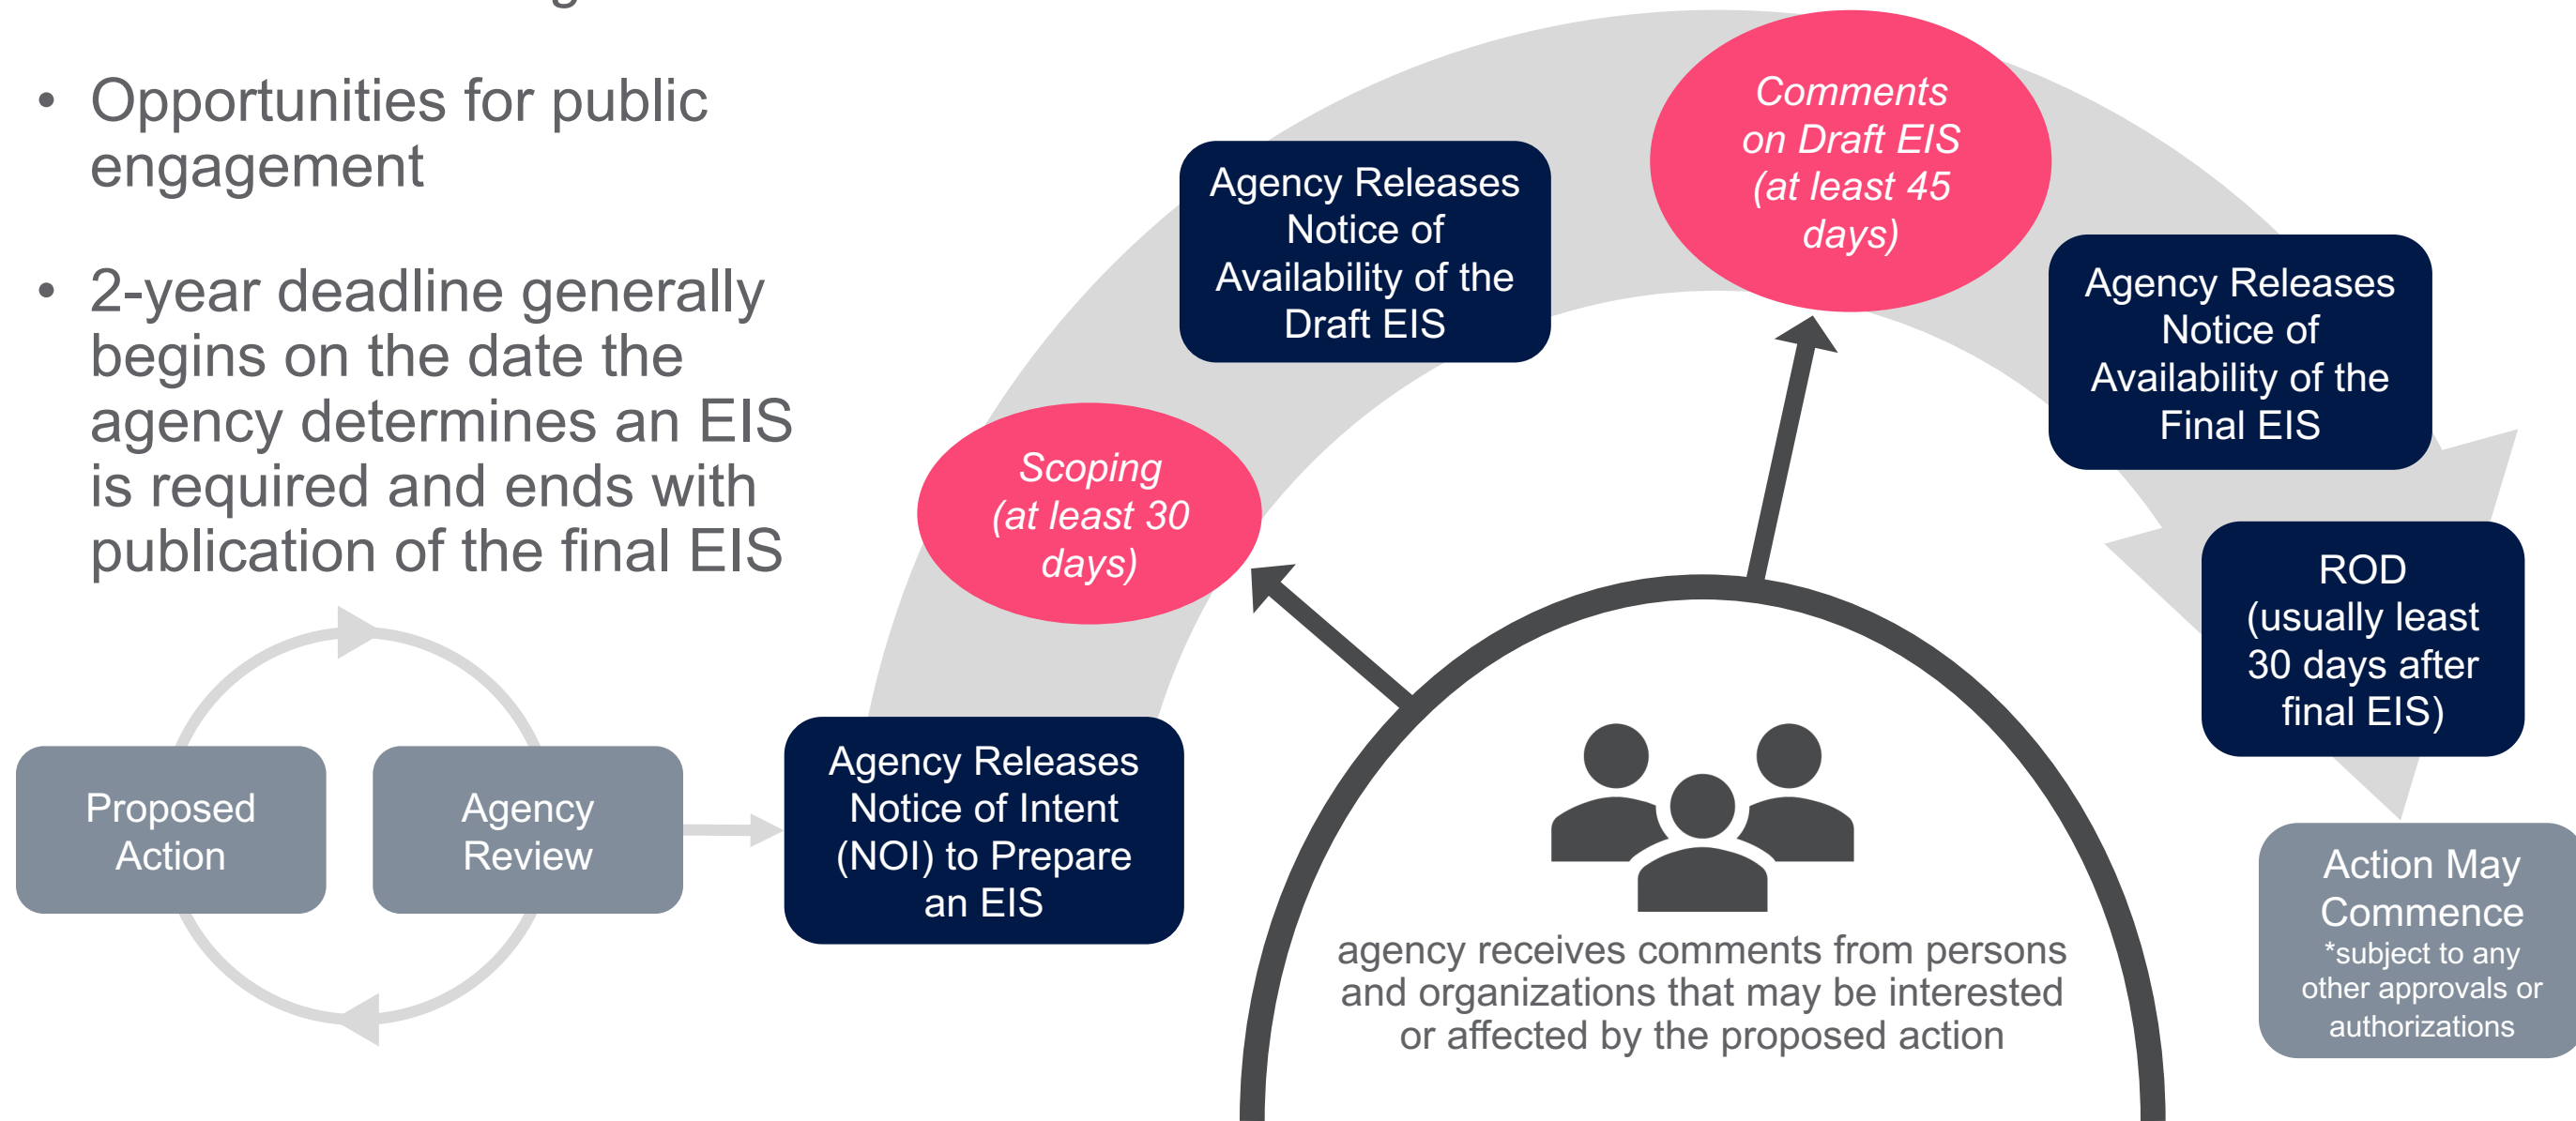 • Opportunities for public
engagement
• 2-year deadline generally
begins on the date the
agency determines an EIS
is required and ends with
publication of the final EIS
Proposed
Action
Agency
Review
Agency Releases
Notice of Intent
(NOI) to Prepare
an EIS
Scoping
(at least 30
days)
Agency Releases
Notice of
Availability of the
Draft EIS
Comments
on Draft EIS
(at least 45
days)
Agency Releases
Notice of
Availability of the
Final EIS
ROD
(usually least
30 days after
final EIS)
Action May
Commence
*subject to any
other approvals or
authorizations
agency receives comments from persons
and organizations that may be interested
or affected by the proposed action